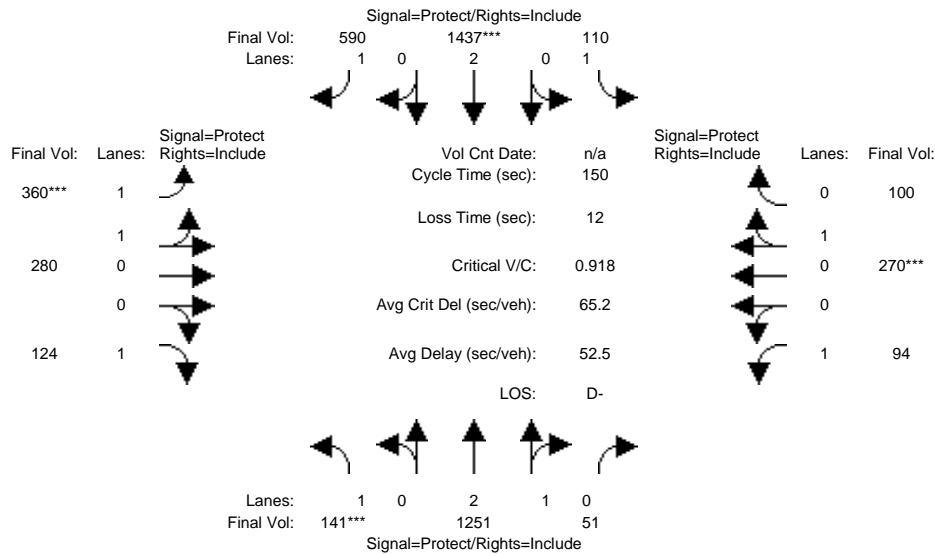 Signal=Protect/Rights=Include
Final Vol: 590 1437*** 110
Lanes: 1 0 2 0 1
Signal=Protect
Final Vol: Lanes: Rights=Include
Vol Cnt Date: n/a
Signal=Protect
Rights=Include Lanes: Final Vol:
Cycle Time (sec): 150
360*** 1
0 100
Loss Time (sec): 12
1
1
280 0
Critical V/C: 0.918
0 270***
0
Avg Crit Del (sec/veh): 65.2
0
124 1
Avg Delay (sec/veh): 52.5
1 94
LOS: D-
Lanes: 1 0 2 1 0
Final Vol: 141*** 1251 51
Signal=Protect/Rights=Include